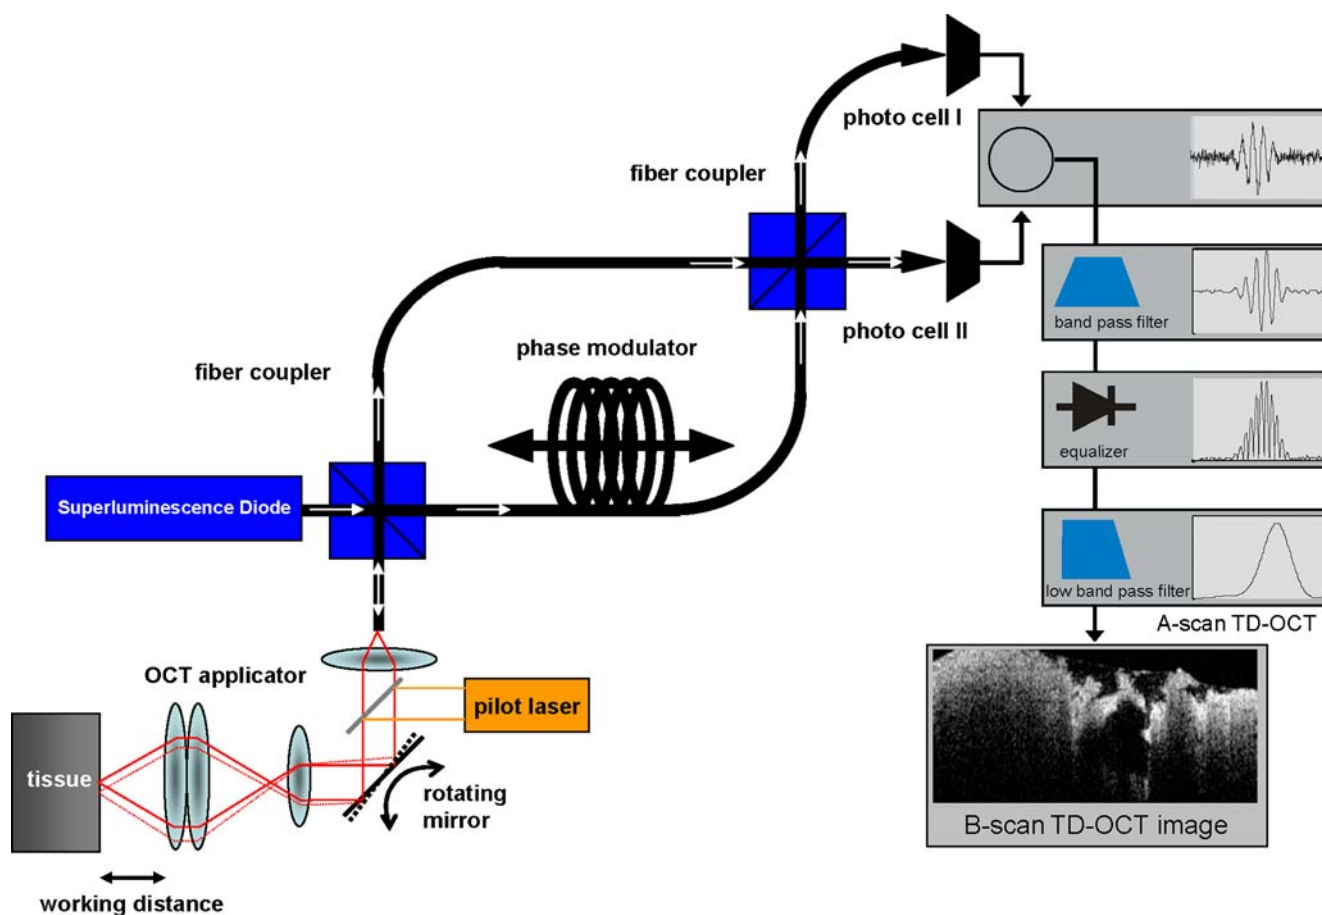 photo cell I
fiber coupler
photo cell II
band pass filter
phase modulator
fiber coupler
equalizer
Superluminescence Diode
low band pass filter
A-scan TD-OCT
OCT applicator
pilot laser
tissue
rotating
mirror
B-scan TD-OCT image
working distance